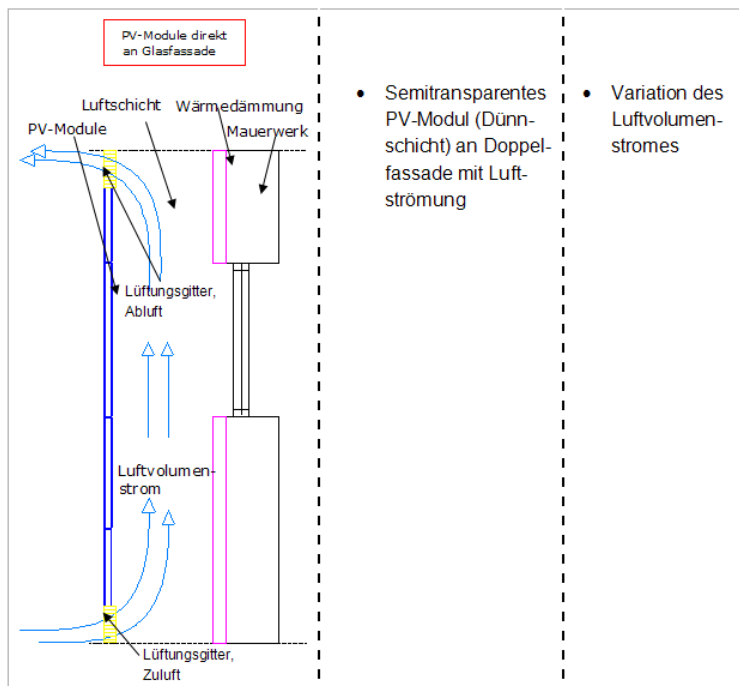 PV-Module direkt
an Glasfassade
Luftschicht
Wärmedämmung
PV-Module
Mauerwerk
Lüftungsgitter,
Abluft
Luftvolumen-
strom
Lüftungsgitter,
Zuluft
• Semitransparentes
PV-Modul (Dünn-
schicht) an Doppel-
fassade mit Luft-
strömung
• Variation des
Luftvolumen-
stromes